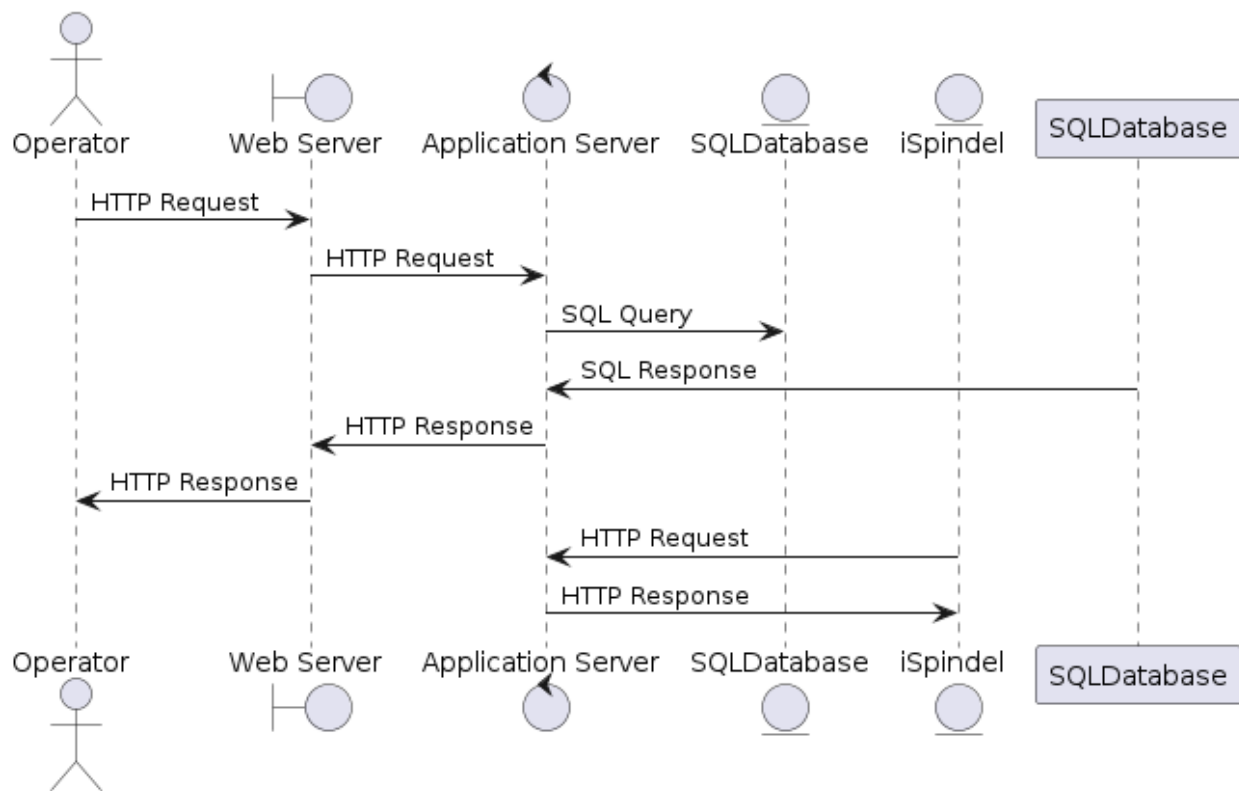 Operator
Web Server
Application Server
SQLDatabase
iSpindel
SQLDatabase
HTTP Request
HTTP Request
SQL Query
SQL Response
HTTP Response
HTTP Response
HTTP Request
HTTP Response
Operator
Web Server
Application Server
SQLDatabase
iSpindel
SQLDatabase